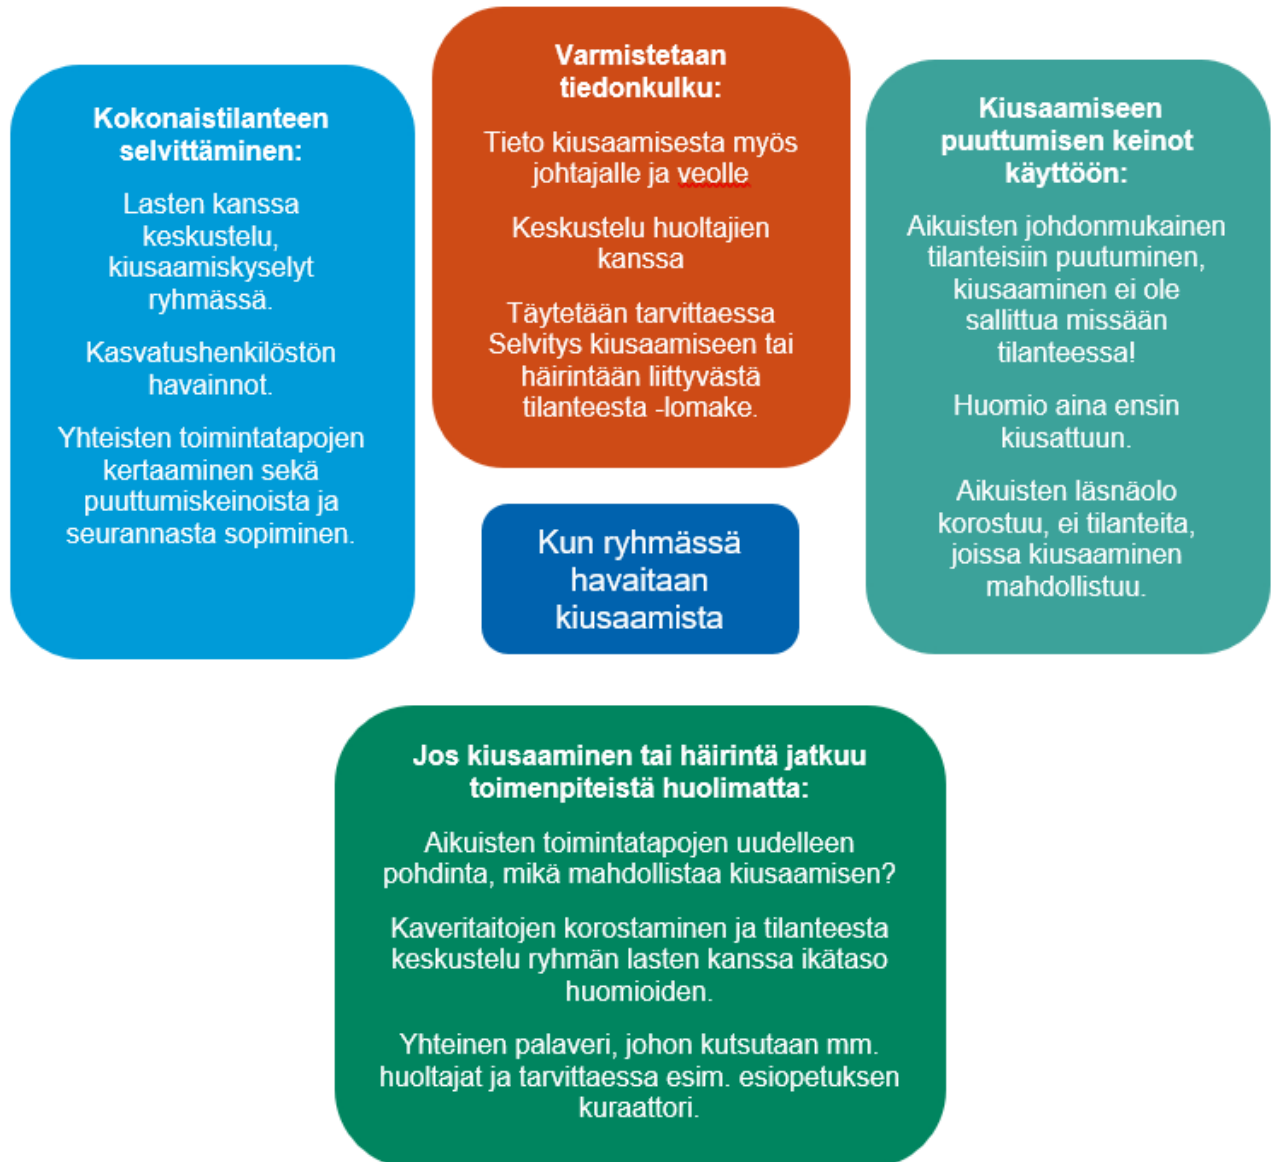 Kokonaistilanteen
selvittäminen:
Lasten kanssa
keskustelu,
kiusaamiskyselyt
ryhmässä.
Kasvatushenkilöstön
havainnot.
Yhteisten toimintatapojen
kertaaminen sekä
puuttumiskeinoista ja
seurannasta sopiminen.
Varmistetaan
tiedonkulku:
Tieto kiusaamisesta myös
johtajalle ja veolle
Keskustelu huoltajien
kanssa
Täytetään tarvittaessa
Selvitys kiusaamiseen tai
häirintään liittyvästä
tilanteesta -lomake.
Kiusaamiseen
puuttumisen keinot
käyttöön:
Aikuisten johdonmukainen
tilanteisiin puutuminen,
kiusaaminen ei ole
sallittua missään
tilanteessa!
Huomio aina ensin
kiusattuun.
Aikuisten läsnäolo
korostuu, ei tilanteita,
joissa kiusaaminen
mahdollistuu.
Kun ryhmässä
havaitaan
kiusaamista
Jos kiusaaminen tai häirintä jatkuu
toimenpiteistä huolimatta:
Aikuisten toimintatapojen uudelleen
pohdinta, mikä mahdollistaa kiusaamisen?
Kaveritaitojen korostaminen ja tilanteesta
keskustelu ryhmän lasten kanssa ikätaso
huomioiden.
Yhteinen palaveri, johon kutsutaan mm.
huoltajat ja tarvittaessa esim. esiopetuksen
kuraattori.